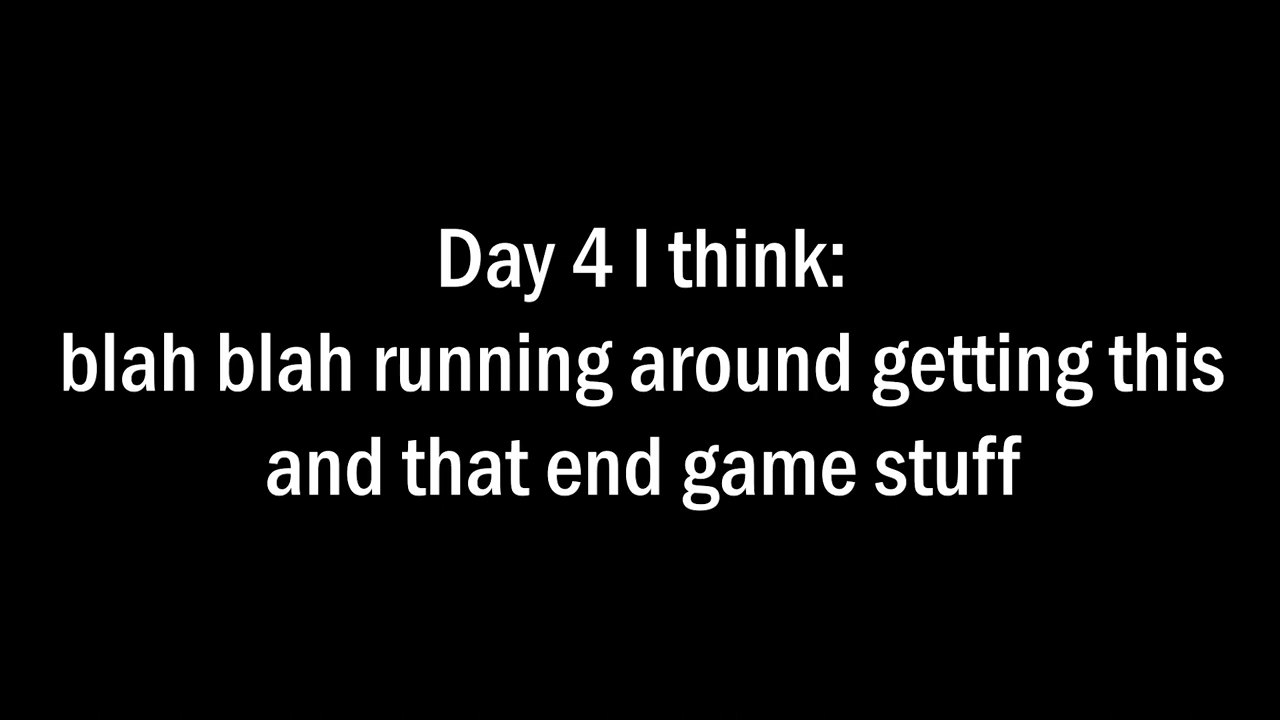 Day 4 I think:
blah blah running around getting this
and that end game stuff